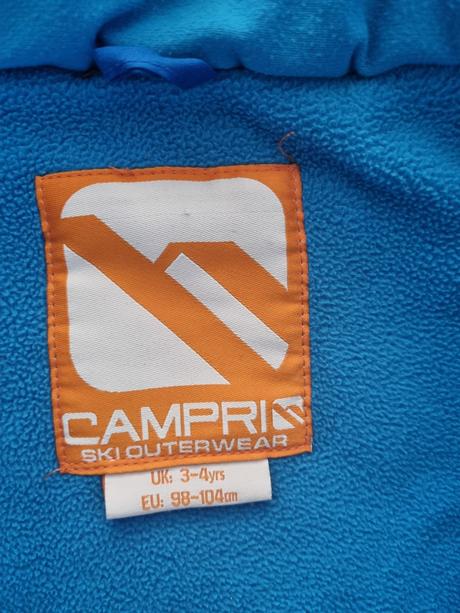 CAMPRI
SKI OUTERWEAR
UK: 3-4yrs
EU: 98-104cm